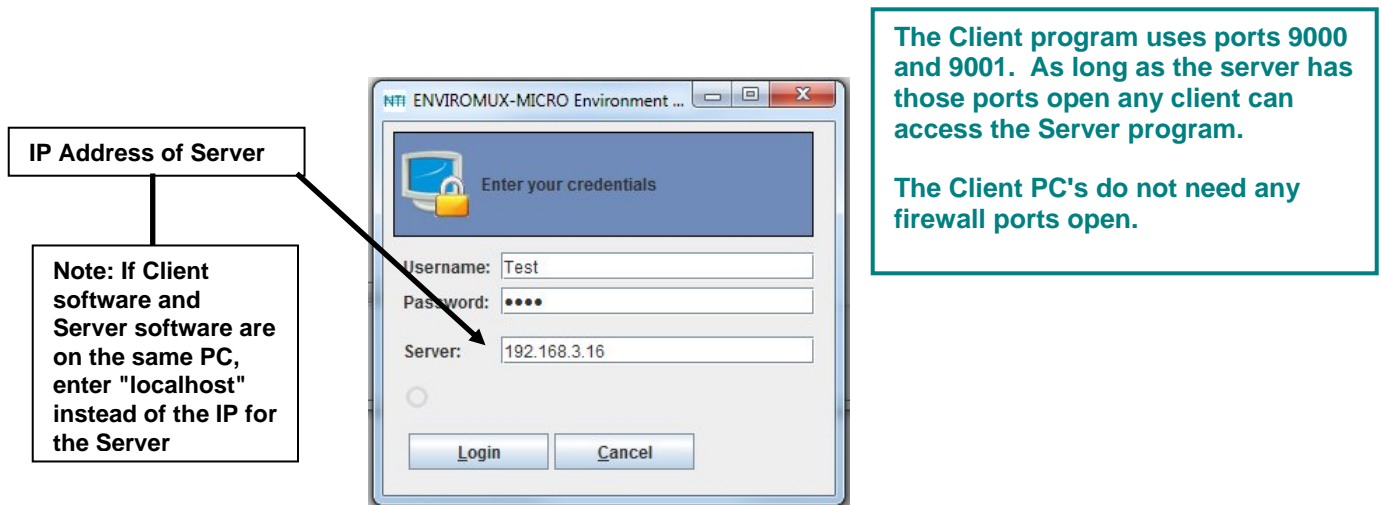 IP Address of Server
Note: If Client
software and
Server software are
on the same PC,
enter "localhost"
instead of the IP for
the Server
NTI ENVIROMUX-MICRO Environment ...
Enter your credentials
Username: Test
Password: ••••
Server: 192.168.3.16
Login Cancel
The Client program uses ports 9000
and 9001.  As long as the server has
those ports open any client can
access the Server program.
The Client PC's do not need any
firewall ports open.